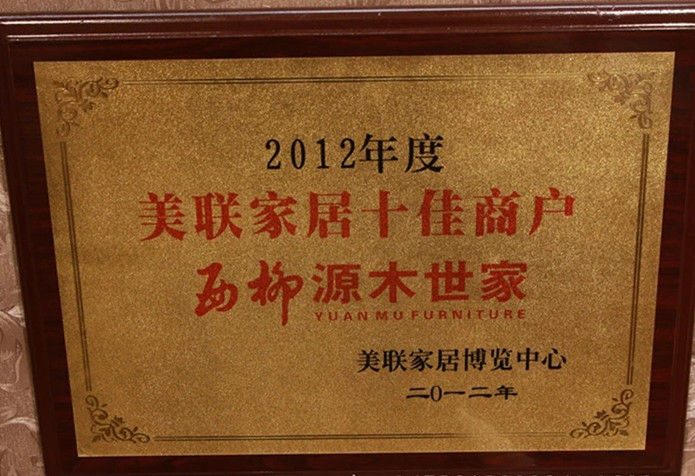 2012年度
美联家居十佳商户
西柳 源木世家
YUAN MU FURNITURE
美联家居博览中心
二〇一二年